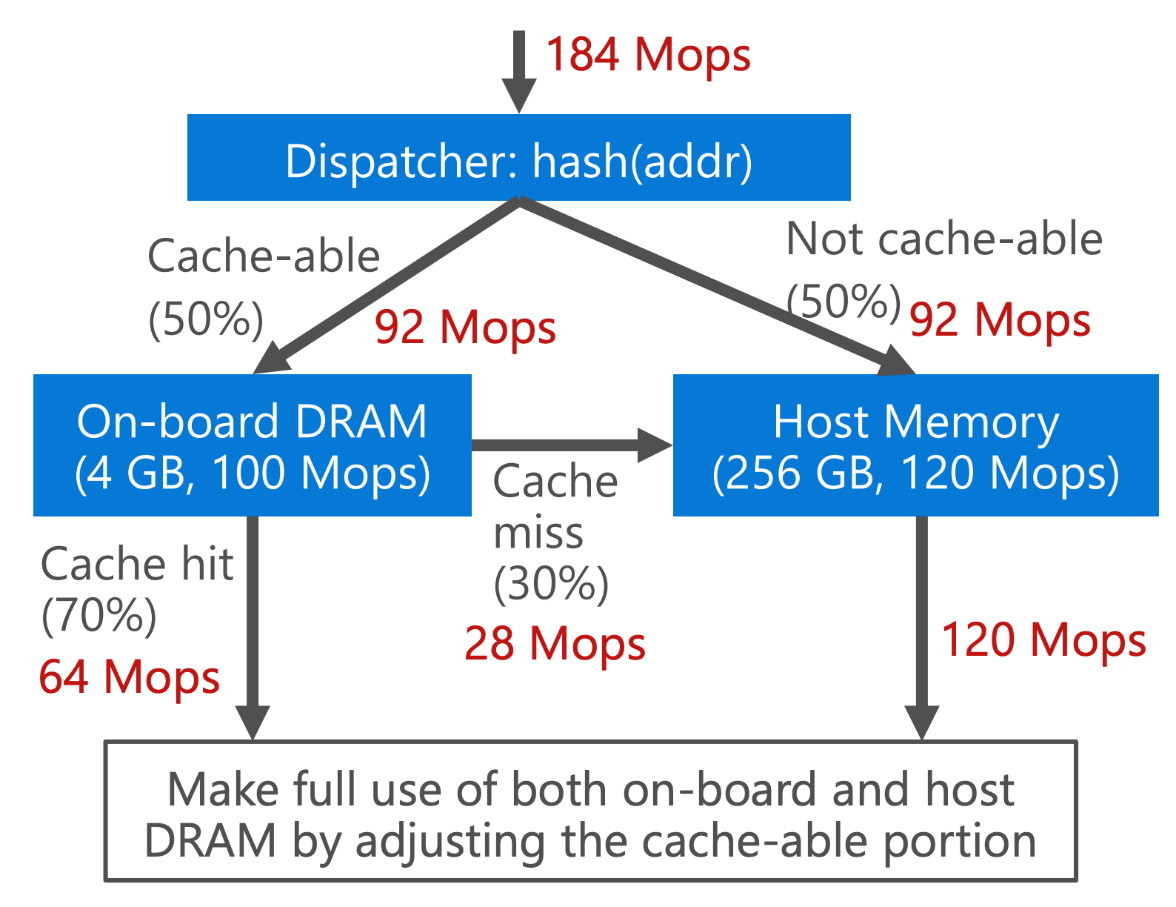 184 Mops
Dispatcher: hash(addr)
Cache-able
(50%)
92 Mops
Not cache-able
(50%)
92 Mops
On-board DRAM
(4 GB, 100 Mops)
Host Memory
(256 GB, 120 Mops)
Cache
miss
(30%)
28 Mops
Cache hit
(70%)
64 Mops
120 Mops
Make full use of both on-board and host
DRAM by adjusting the cache-able portion